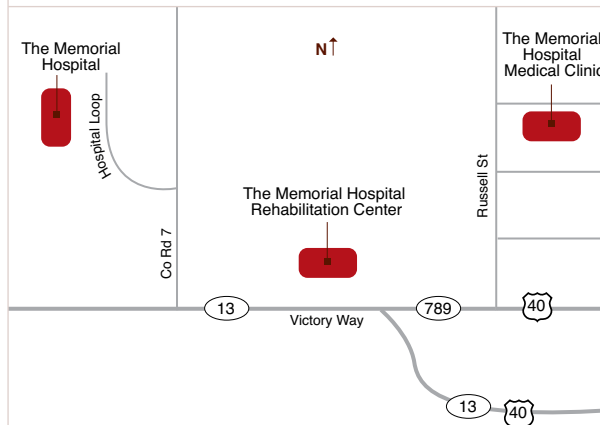 N
The Memorial
Hospital
Hospital Loop
The Memorial
Hospital
Medical Clinic
Russell St
The Memorial Hospital
Rehabilitation Center
Co Rd 7
13
Victory Way
789
40
13
40